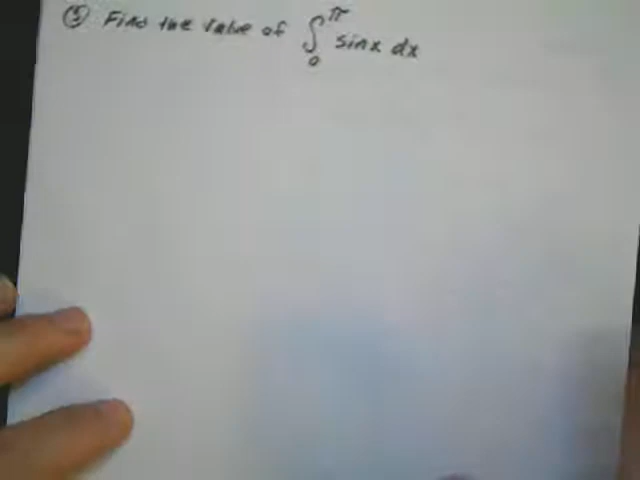 ⑤ Find the value of ∫₀^π sinx dx